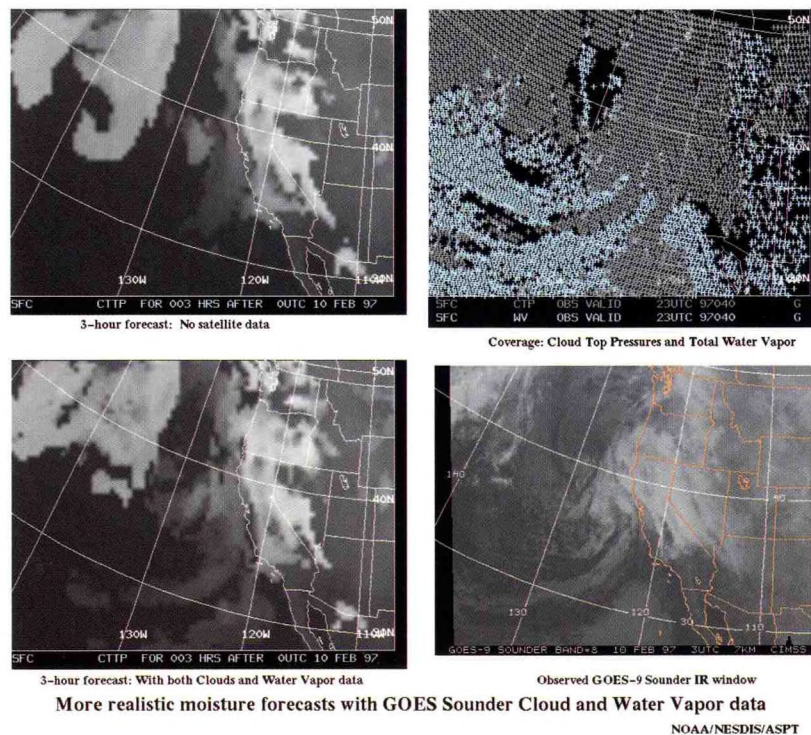 50N
40N
130W
120W
110W
SFC CTTP FOR 003 HRS AFTER 0UTC 10 FEB 97
3-hour forecast: No satellite data
50N
SFC CTP OBS VALID 23UTC 97040 G
SFC WV OBS VALID 23UTC 97040 G
Coverage: Cloud Top Pressures and Total Water Vapor
50N
40N
130W
120W
110W
SFC CTTP FOR 003 HRS AFTER 0UTC 10 FEB 97
3-hour forecast: With both Clouds and Water Vapor data
140
40
130
120
30
110
GOES-9 SOUNDER BAND=8 10 FEB 97 3UTC 7KM CIMSS
Observed GOES-9 Sounder IR window
More realistic moisture forecasts with GOES Sounder Cloud and Water Vapor data
NOAA/NESDIS/ASPT